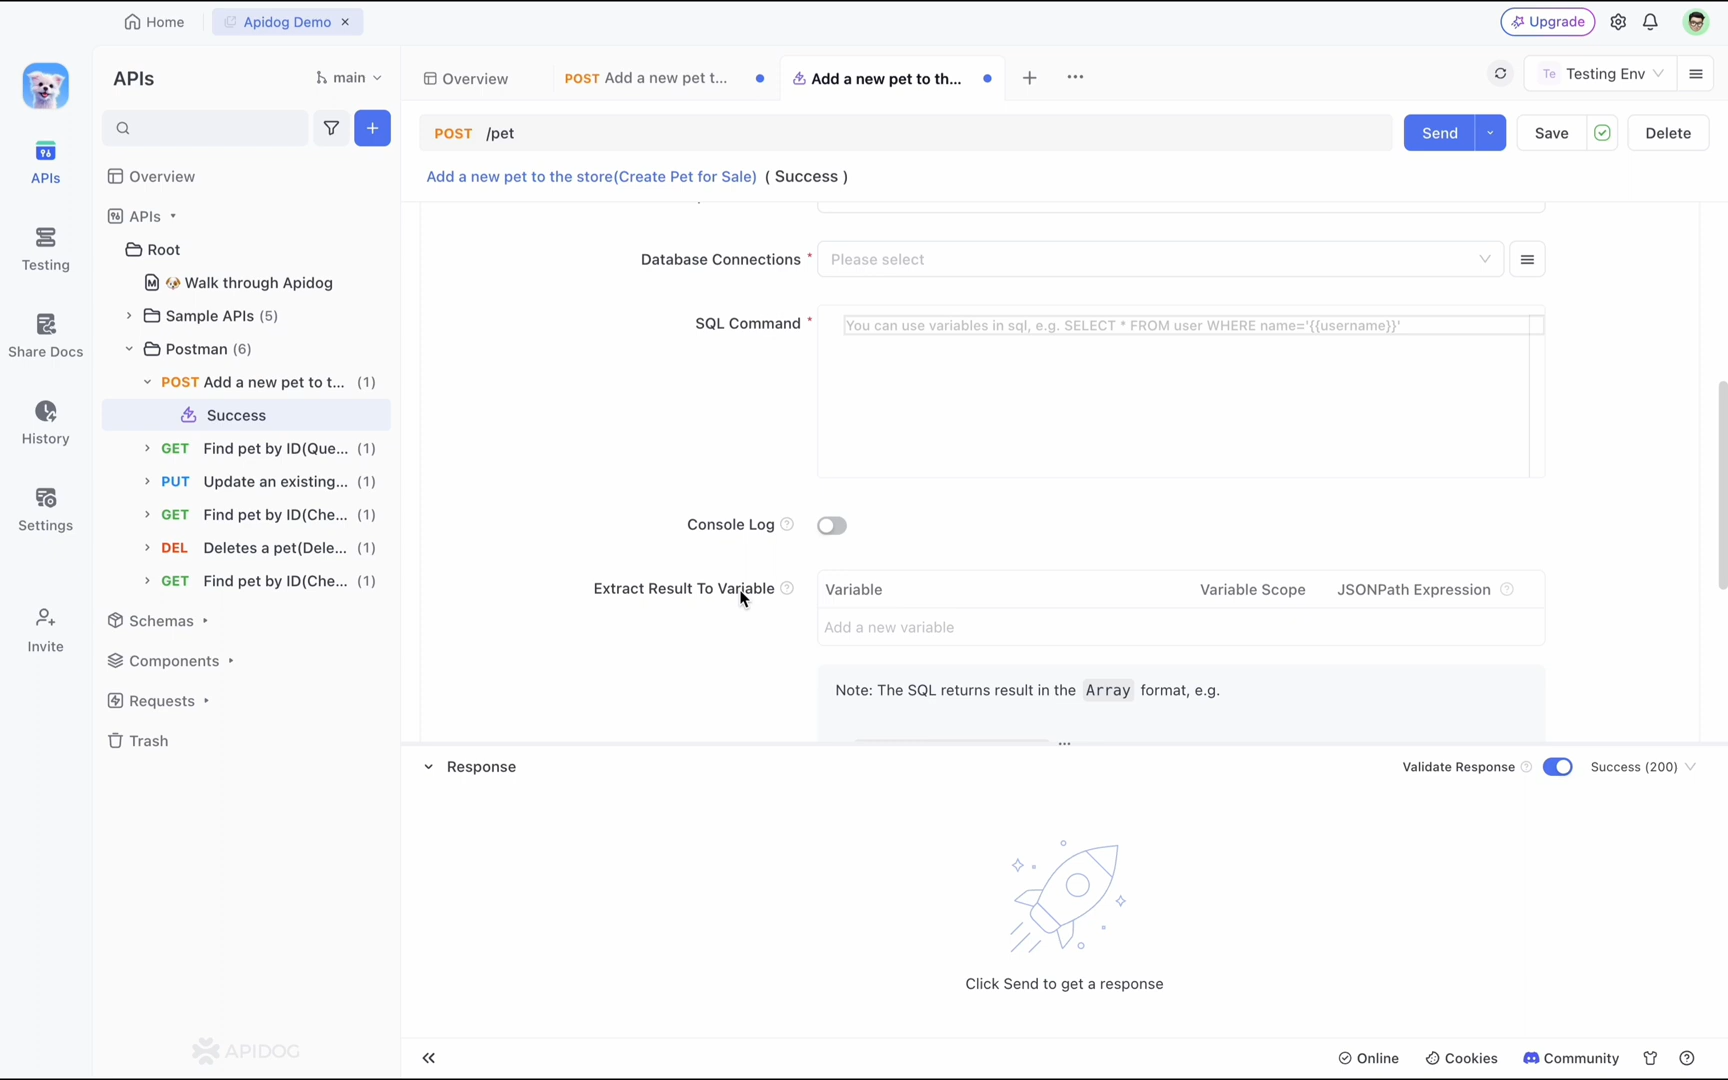 Home
Apidog Demo
Upgrade
APIs
main
Overview
POST Add a new pet t...
Add a new pet to th...
Te Testing Env
POST /pet
Send
Save
Delete
Add a new pet to the store(Create Pet for Sale) ( Success )
APIs
Testing
Share Docs
History
Settings
Invite
Overview
APIs
Root
🐶 Walk through Apidog
Sample APIs (5)
Postman (6)
POST Add a new pet to t... (1)
Success
GET Find pet by ID(Que... (1)
PUT Update an existing... (1)
GET Find pet by ID(Che... (1)
DEL Deletes a pet(Dele... (1)
GET Find pet by ID(Che... (1)
Schemas
Components
Requests
Trash
APIDOG
Database Connections *
Please select
SQL Command *
You can use variables in sql, e.g. SELECT * FROM user WHERE name='{{username}}'
Console Log
Extract Result To Variable
Variable Variable Scope JSONPath Expression
Add a new variable
Note: The SQL returns result in the Array format, e.g.
Response
Validate Response
Success (200)
Click Send to get a response
Online
Cookies
Community